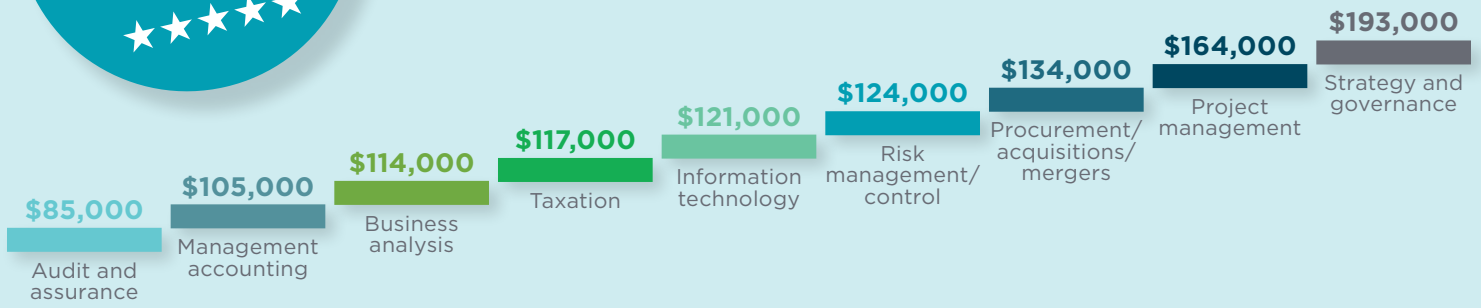 $85,000
Audit and
assurance
$105,000
Management
accounting
$114,000
Business
analysis
$117,000
Taxation
$121,000
Information
technology
$124,000
Risk
management/
control
$134,000
Procurement/
acquisitions/
mergers
$164,000
Project
management
$193,000
Strategy and
governance